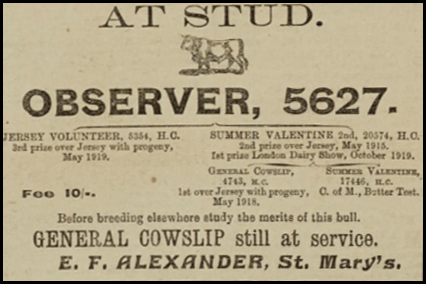 AT STUD.
OBSERVER, 5627.
JERSEY VOLUNTEER, 5354, H.C.
3rd prize over Jersey with progeny,
May 1919.
SUMMER VALENTINE 2nd, 20574, H.C.
2nd prize over Jersey, May 1915.
1st prize London Dairy Show, October 1919.
GENERAL COWSLIP,
4743, H.C.
1st over Jersey with progeny,
May 1918.
SUMMER VALENTINE,
17446, H.C.
C. of M., Butter Test.
Fee 10/-.
Before breeding elsewhere study the merits of this bull.
GENERAL COWSLIP still at service.
E. F. ALEXANDER, St. Mary's.